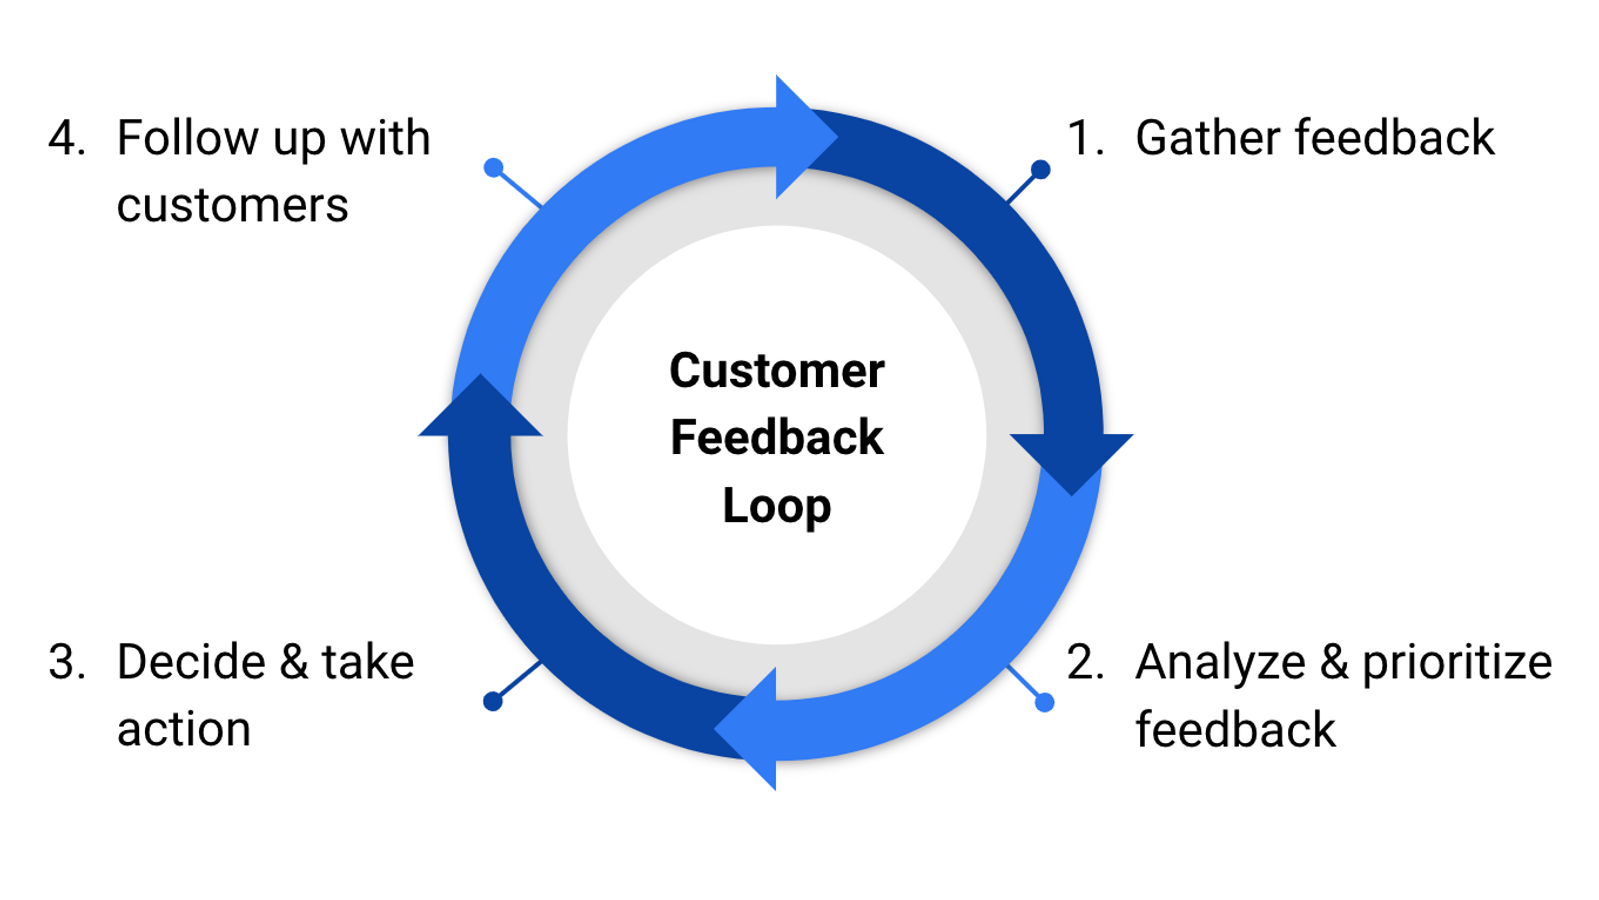 Customer
Feedback
Loop
1. Gather feedback
2. Analyze & prioritize
feedback
3. Decide & take
action
4. Follow up with
customers